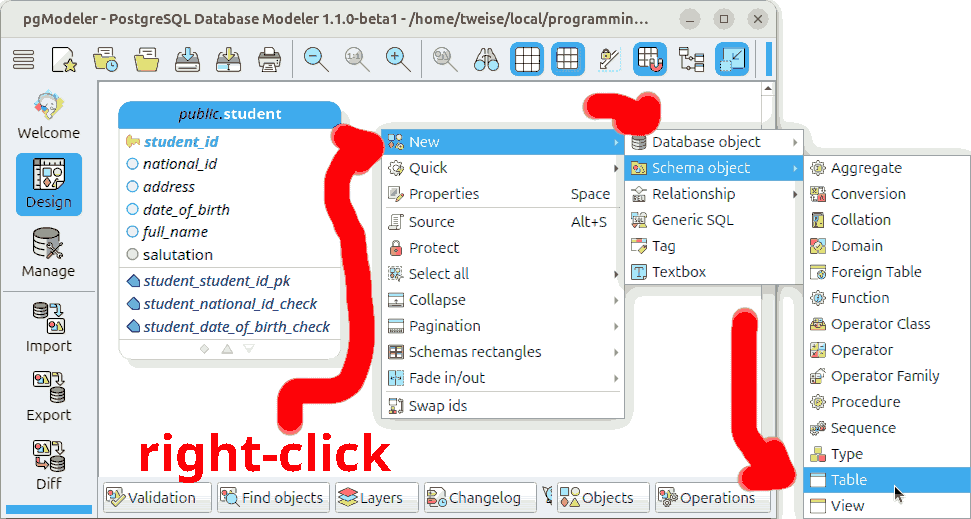 pgModeler - PostgreSQL Database Modeler 1.1.0-beta1 - /home/tweise/local/programmin...
Welcome
Design
Manage
Import
Export
Diff
public.student
student_id
national_id
address
date_of_birth
full_name
salutation
student_student_id_pk
student_national_id_check
student_date_of_birth_check
right-click
New
Quick
Properties Space
Source Alt+S
Protect
Select all
Collapse
Pagination
Schemas rectangles
Fade in/out
Swap ids
Database object
Schema object
Relationship
Generic SQL
Tag
Textbox
Aggregate
Conversion
Collation
Domain
Foreign Table
Function
Operator Class
Operator
Operator Family
Procedure
Sequence
Type
Table
View
Validation Find objects Layers Changelog Objects Operations